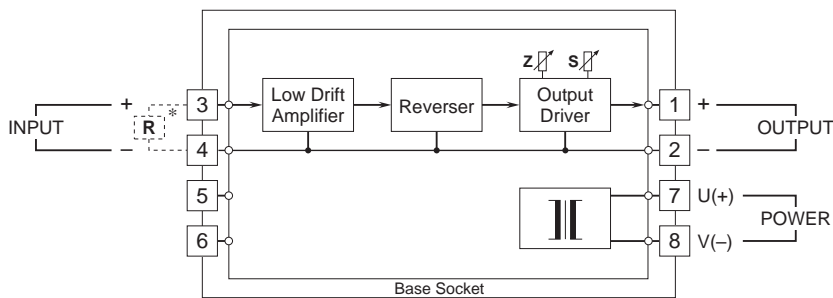 Z S
+ 3 Low Drift Amplifier Reverser Output Driver 1 +
INPUT R * OUTPUT
– 4 2 –
5 7 U(+)
POWER
6 8 V(–)
Base Socket